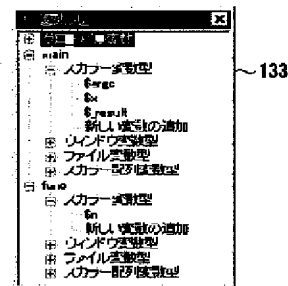 133
main
スカラー変数型
$argc
$x
$_result
新しい変数の追加
ウィンドウ変数型
ファイル変数型
スカラー配列変数型
func
スカラー変数型
$n
新しい変数の追加
ウィンドウ変数型
ファイル変数型
スカラー配列変数型